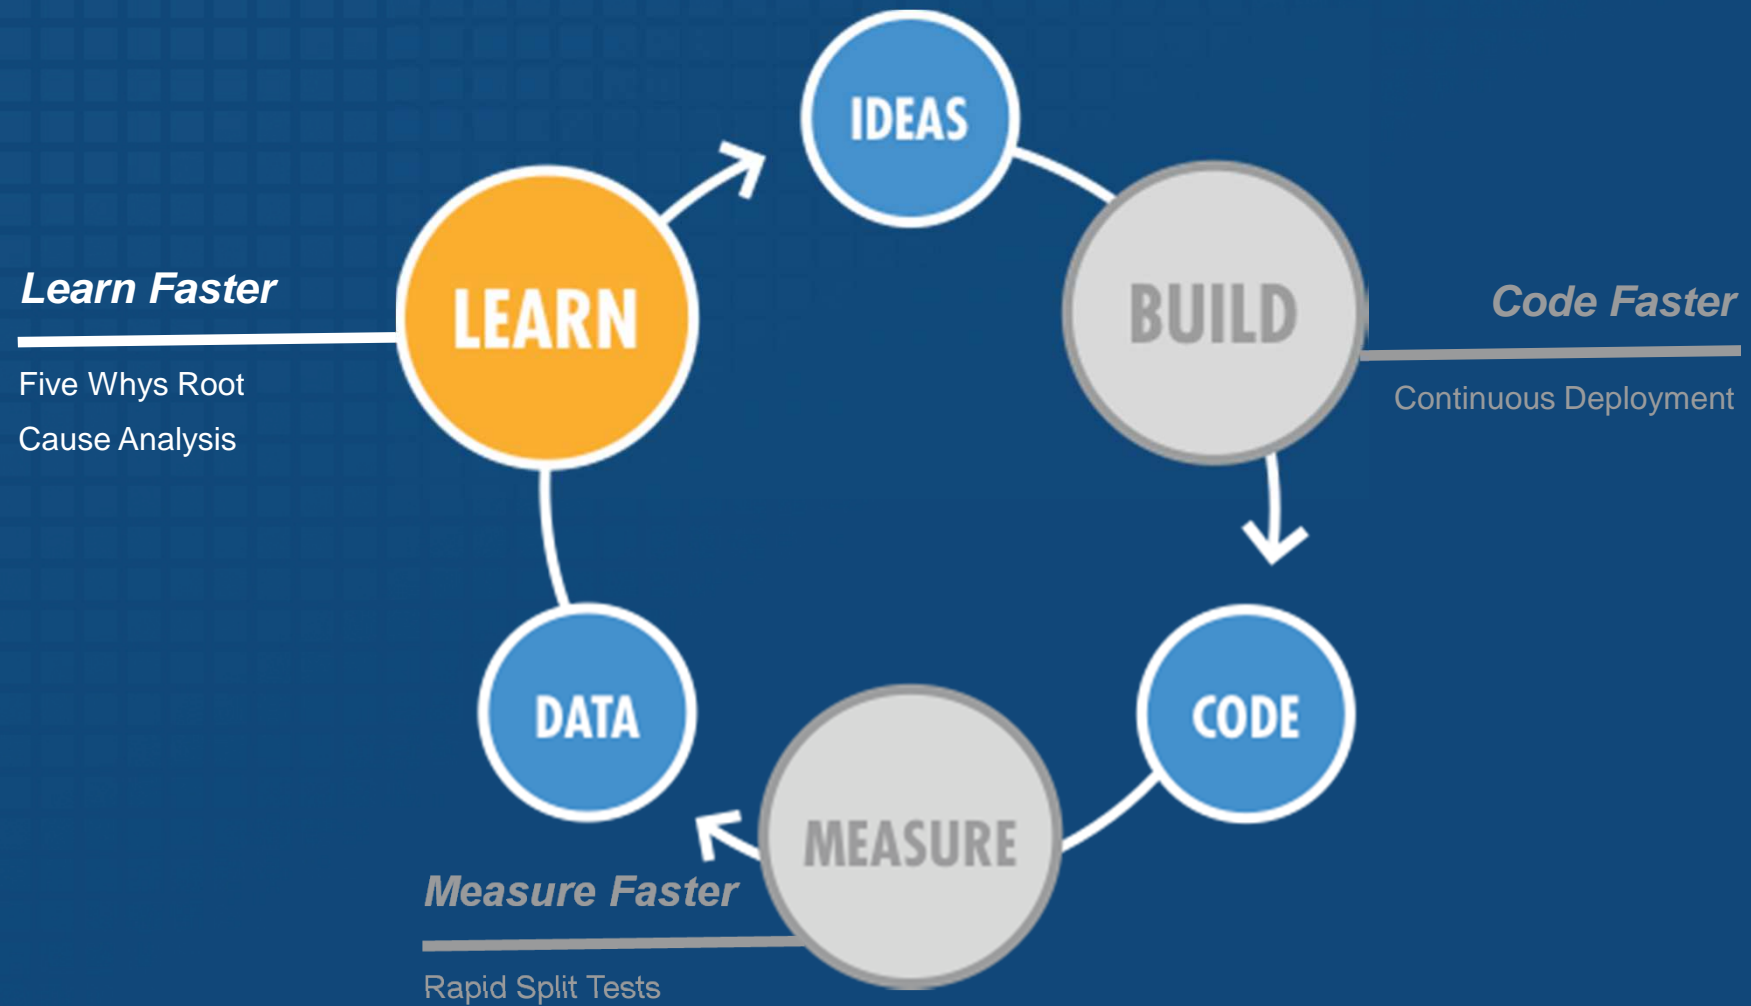 IDEAS
LEARN
BUILD
Learn Faster
Five Whys Root
Cause Analysis
Code Faster
Continuous Deployment
DATA
CODE
MEASURE
Measure Faster
Rapid Split Tests